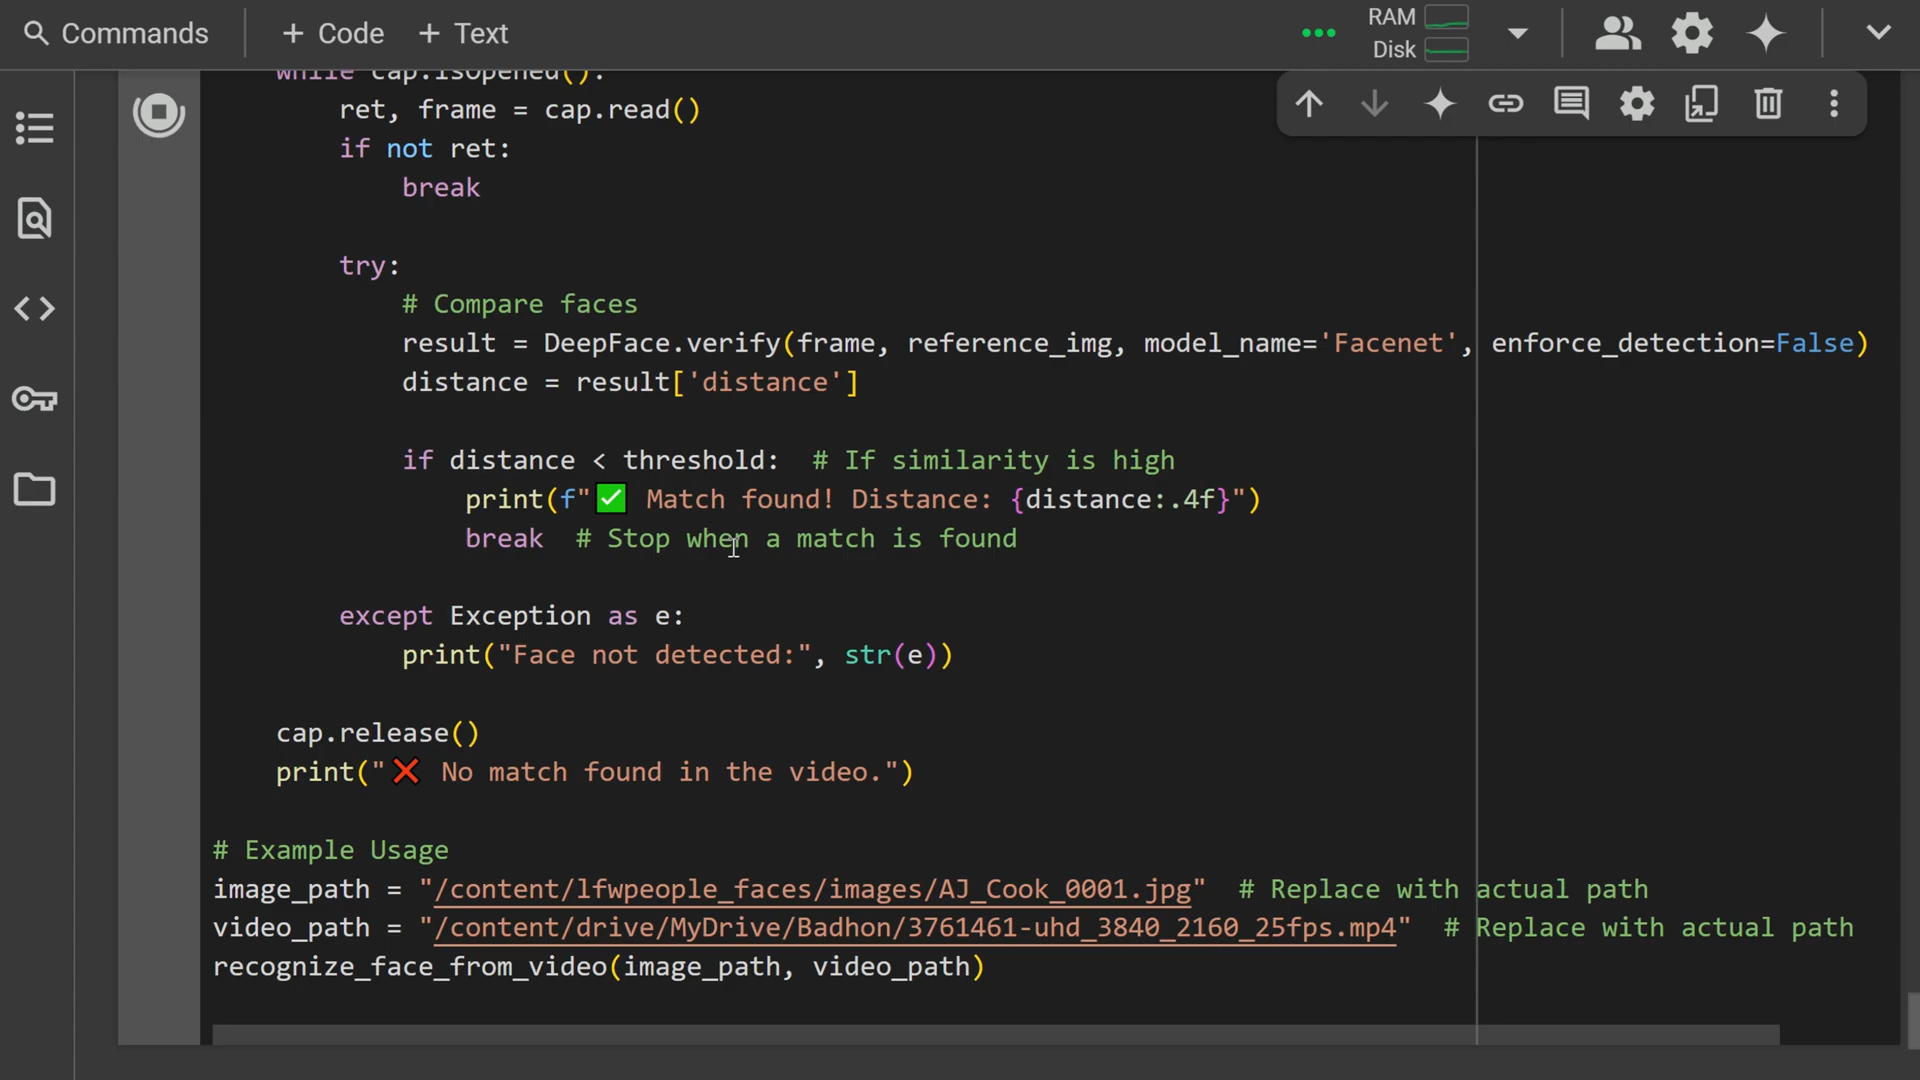 Commands + Code + Text RAM Disk
while cap.isOpened():
ret, frame = cap.read()
if not ret:
break
try:
# Compare faces
result = DeepFace.verify(frame, reference_img, model_name='Facenet', enforce_detection=False)
distance = result['distance']
if distance < threshold:  # If similarity is high
print(f"✅ Match found! Distance: {distance:.4f}")
break  # Stop when a match is found
except Exception as e:
print("Face not detected:", str(e))
cap.release()
print("❌ No match found in the video.")
# Example Usage
image_path = "/content/lfwpeople_faces/images/AJ_Cook_0001.jpg"  # Replace with actual path
video_path = "/content/drive/MyDrive/Badhon/3761461-uhd_3840_2160_25fps.mp4"  # Replace with actual path
recognize_face_from_video(image_path, video_path)